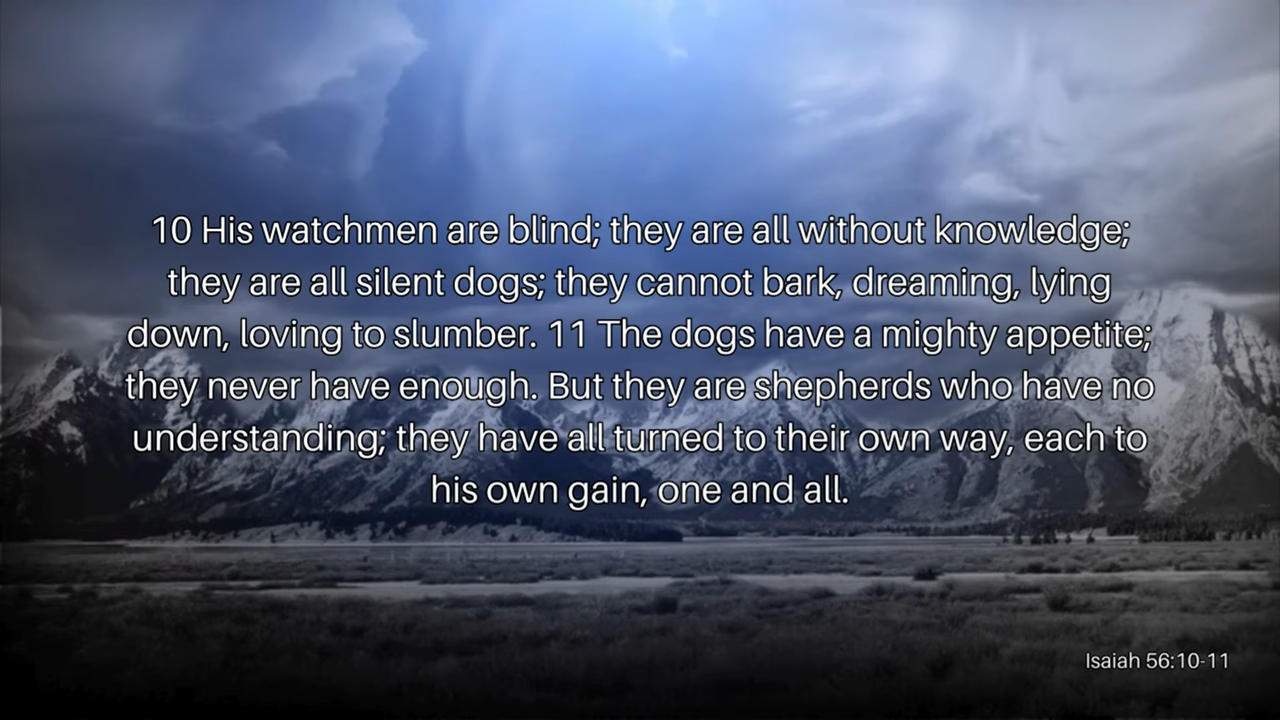 10 His watchmen are blind; they are all without knowledge;
they are all silent dogs; they cannot bark, dreaming, lying
down, loving to slumber. 11 The dogs have a mighty appetite;
they never have enough. But they are shepherds who have no
understanding; they have all turned to their own way, each to
his own gain, one and all.
Isaiah 56:10-11